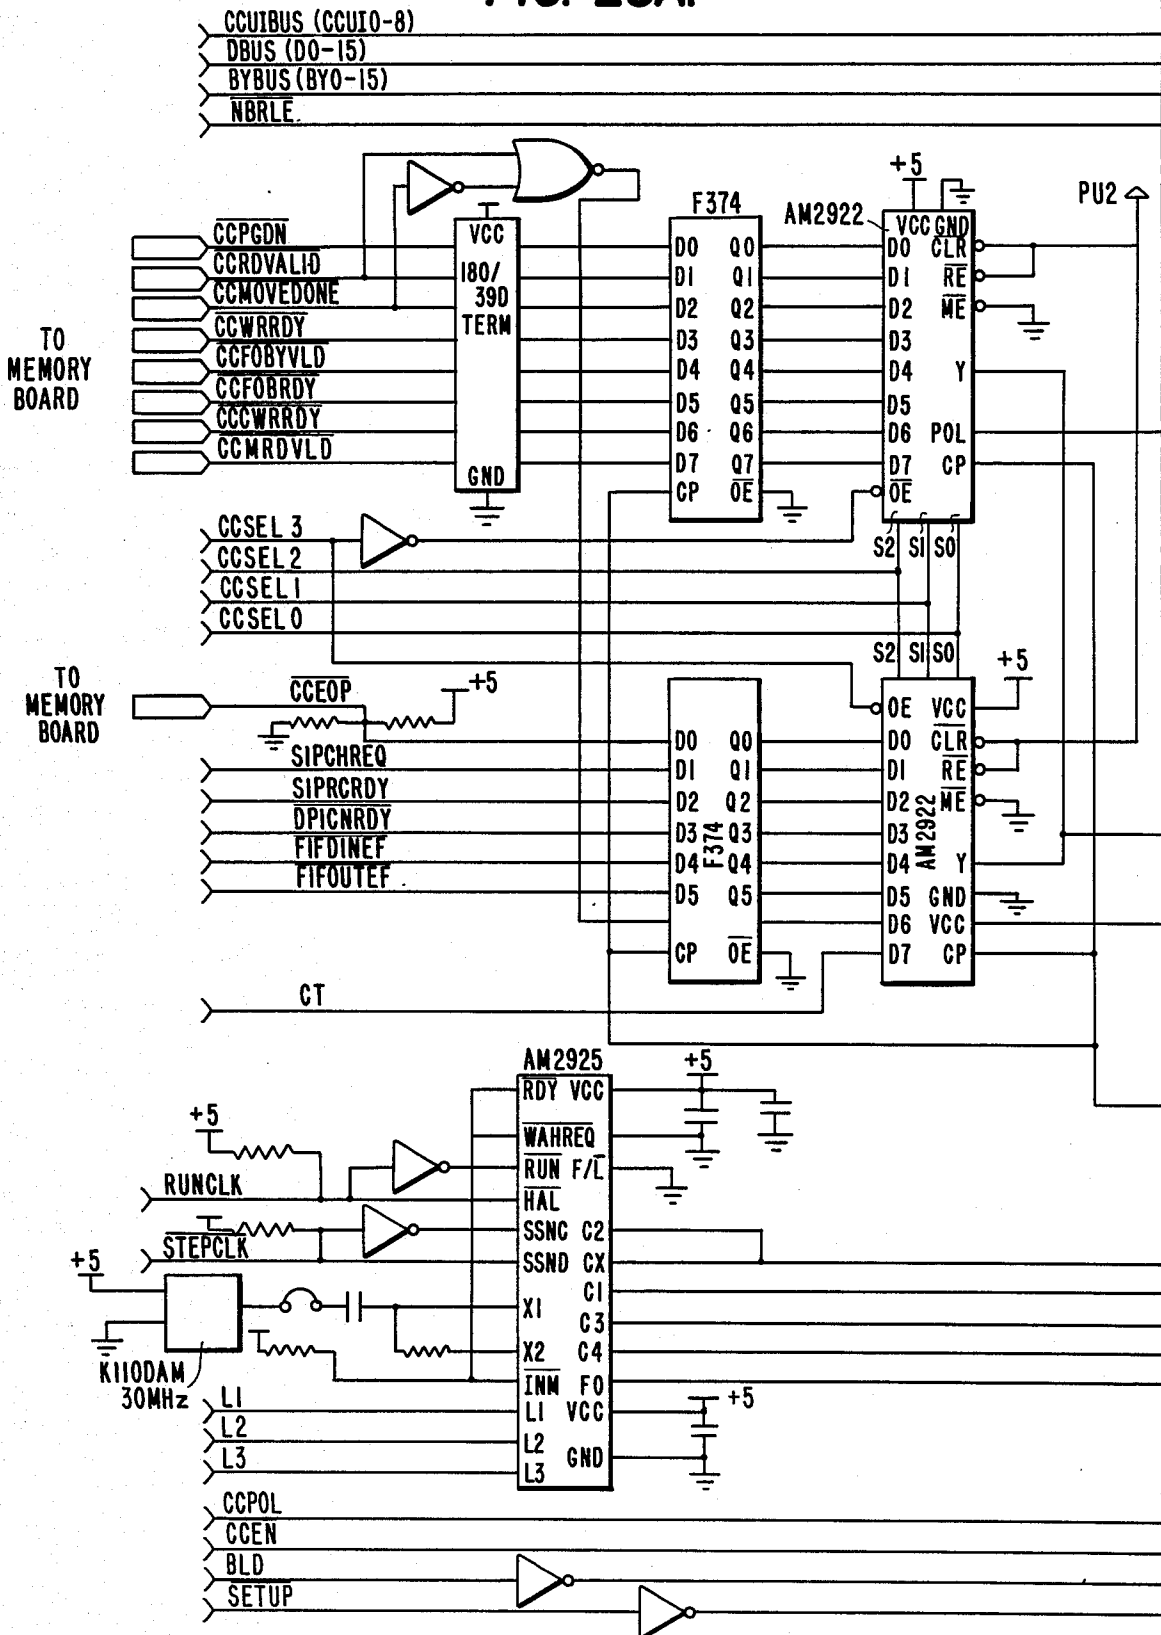 CCUIBUS (CCUI0-8)
DBUS (D0-15)
BYBUS (BY0-15)
NBRLE
+5
PU2
F374
AM2922
VCC
VCC GND
CCPGDN
D0 Q0
D0 CLR
CCRDVALID
180/
D1 Q1
D1 RE
CCMOVEDONE
39D
D2 Q2
D2 ME
TO
MEMORY
BOARD
CCWRRDY
TERM
D3 Q3
D3
CCFOBYVLD
D4 Q4
D4 Y
CCFOBRDY
D5 Q5
D5
CCCWRRDY
D6 Q6
D6 POL
CCMRDVLD
D7 Q7
D7 CP
GND
CP OE
OE
CCSEL 3
S2 S1 S0
CCSEL 2
CCSEL 1
CCSEL 0
S2 S1 S0
+5
TO
MEMORY
BOARD
CCEOP
+5
OE VCC
D0 Q0
D0 CLR
SIPCHREQ
D1 Q1
D1 RE
SIPRCRDY
D2 Q2
D2 ME
DPICNRDY
D3 Q3
D3
F374
AM2922
FIFDINEF
D4 Q4
D4 Y
FIFOUTEF
D5 Q5
D5 GND
D6 VCC
CP OE
D7 CP
CT
AM2925
+5
RDY VCC
+5
WAHREQ
RUN F/L
RUNCLK
HAL
SSNC C2
STEPCLK
SSND CX
+5
C1
X1
C3
X2 C4
K1100AM
30MHz
INM F0
+5
L1
L1 VCC
L2
L2
GND
L3
L3
CCPOL
CCEN
BLD
SETUP